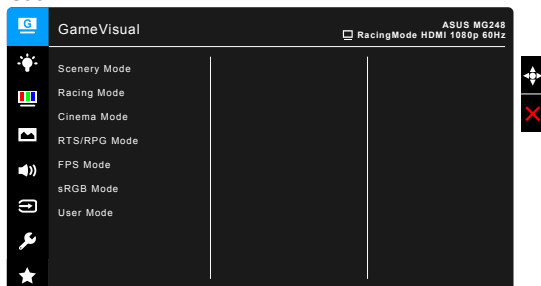 G
GameVisual
ASUS MG248
RacingMode HDMI 1080p 60Hz
Scenery Mode
Racing Mode
Cinema Mode
RTS/RPG Mode
FPS Mode
sRGB Mode
User Mode